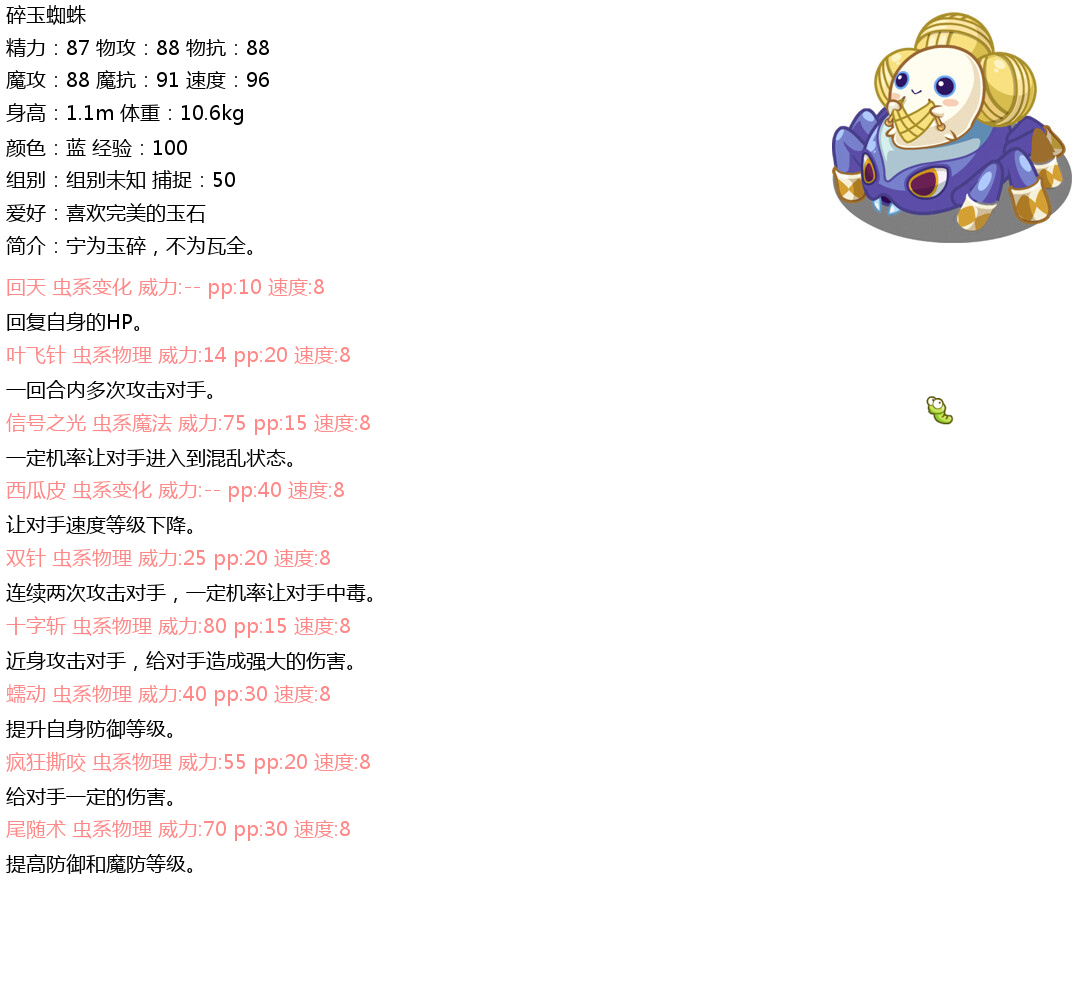 碎玉蜘蛛
精力：87 物攻：88 物抗：88
魔攻：88 魔抗：91 速度：96
身高：1.1m 体重：10.6kg
颜色：蓝 经验：100
组别：组别未知 捕捉：50
爱好：喜欢完美的玉石
简介：宁为玉碎，不为瓦全。
回天 虫系变化 威力:-- pp:10 速度:8
回复自身的HP。
叶飞针 虫系物理 威力:14 pp:20 速度:8
一回合内多次攻击对手。
信号之光 虫系魔法 威力:75 pp:15 速度:8
一定机率让对手进入到混乱状态。
西瓜皮 虫系变化 威力:-- pp:40 速度:8
让对手速度等级下降。
双针 虫系物理 威力:25 pp:20 速度:8
连续两次攻击对手，一定机率让对手中毒。
十字斩 虫系物理 威力:80 pp:15 速度:8
近身攻击对手，给对手造成强大的伤害。
蠕动 虫系物理 威力:40 pp:30 速度:8
提升自身防御等级。
疯狂撕咬 虫系物理 威力:55 pp:20 速度:8
给对手一定的伤害。
尾随术 虫系物理 威力:70 pp:30 速度:8
提高防御和魔防等级。